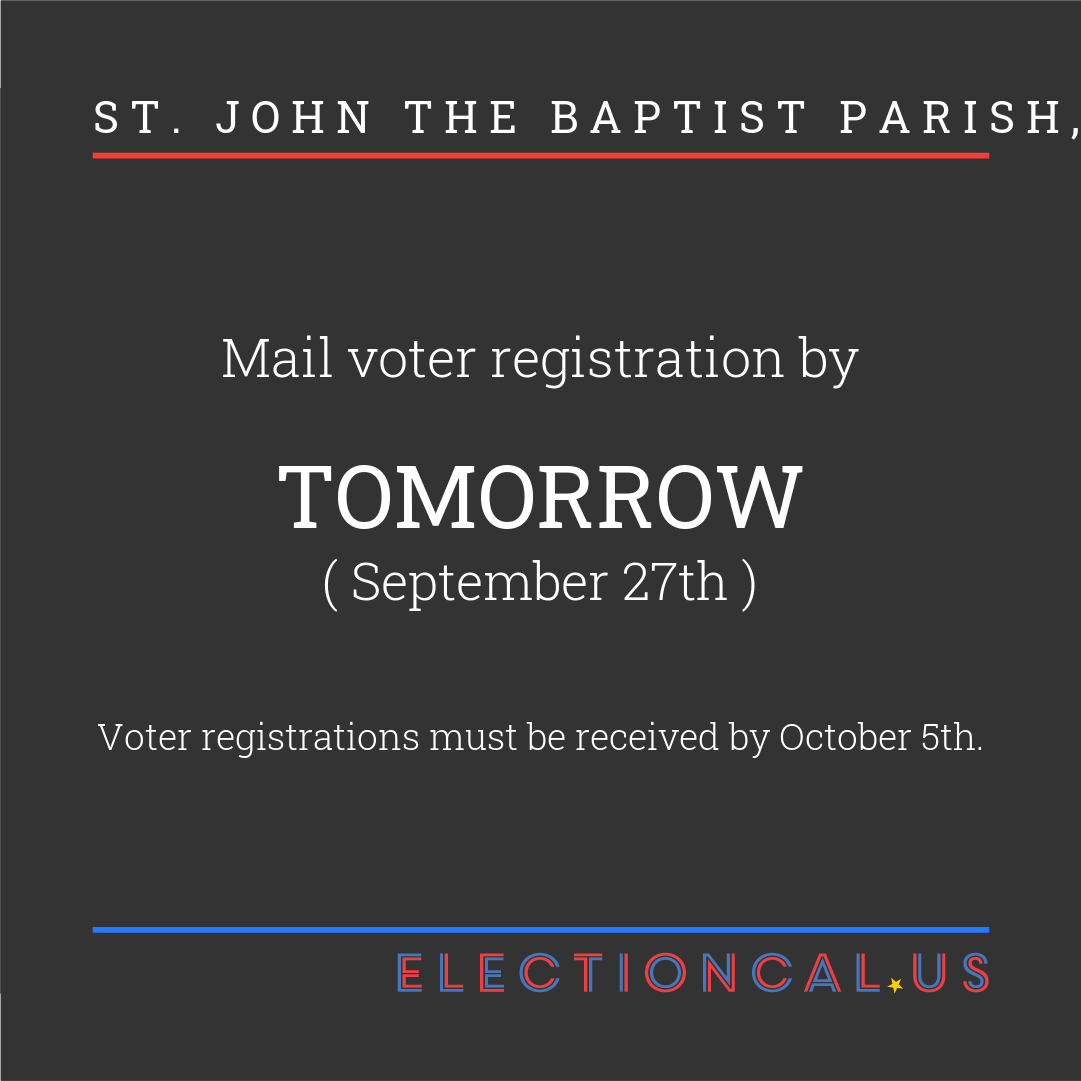 ST. JOHN THE BAPTIST PARISH,
Mail voter registration by
TOMORROW
( September 27th )
Voter registrations must be received by October 5th.
ELECTIONCAL.US